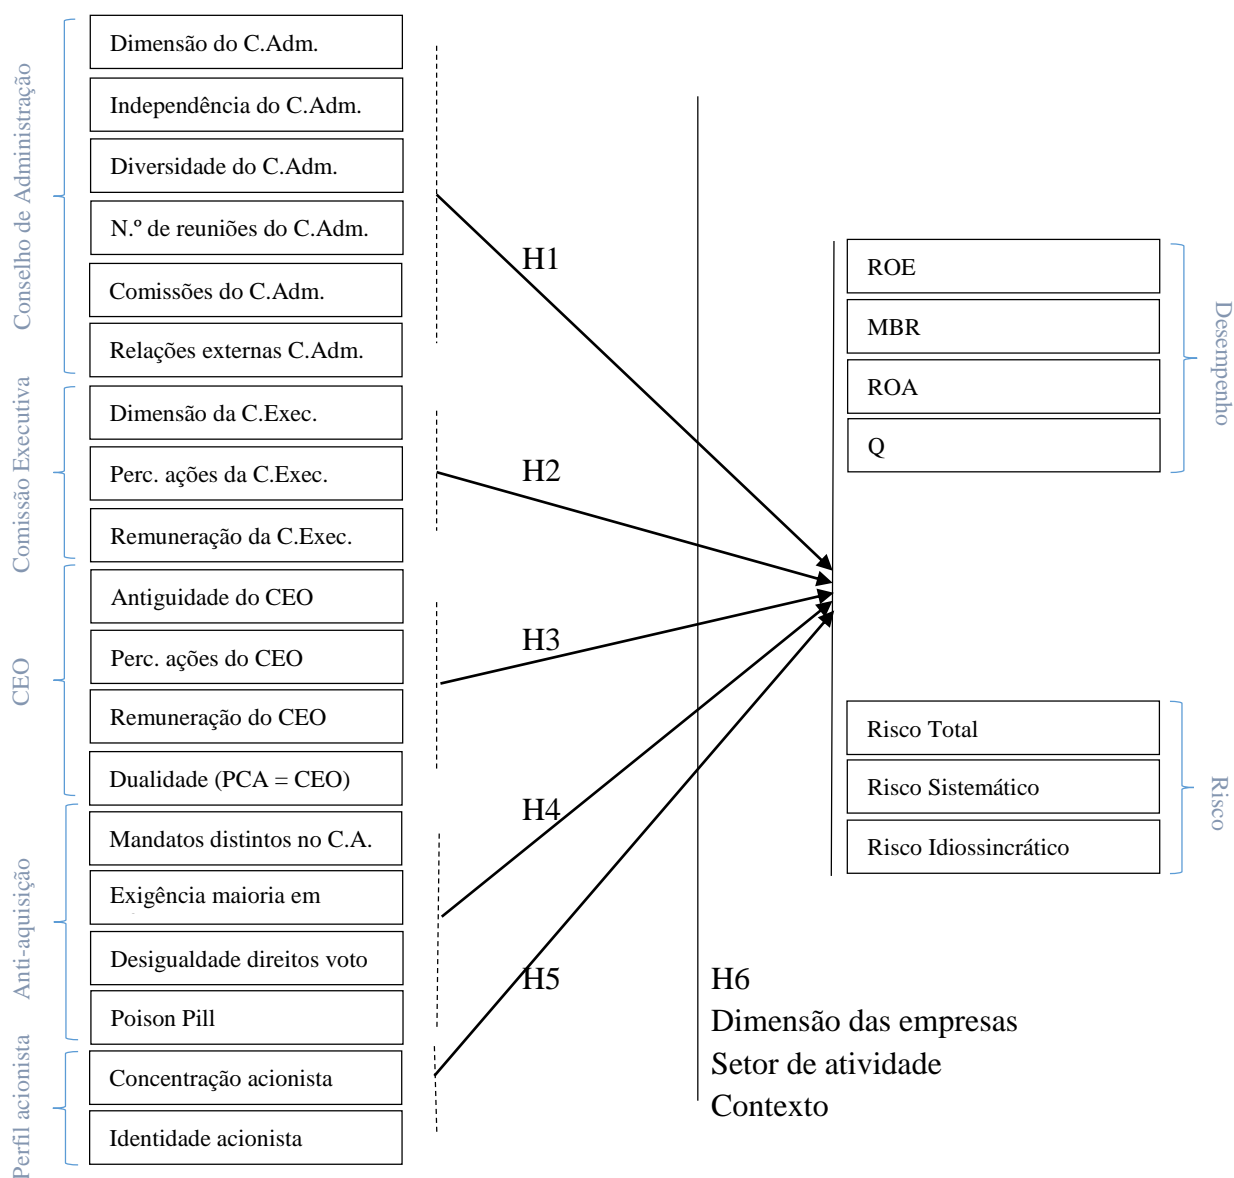 Conselho de Administração
Dimensão do C.Adm.
Independência do C.Adm.
Diversidade do C.Adm.
N.º de reuniões do C.Adm.
Comissões do C.Adm.
Relações externas C.Adm.
Comissão Executiva
Dimensão da C.Exec.
Perc. ações da C.Exec.
Remuneração da C.Exec.
CEO
Antiguidade do CEO
Perc. ações do CEO
Remuneração do CEO
Dualidade (PCA = CEO)
Anti-aquisição
Mandatos distintos no C.A.
Exigência maioria em
Desigualdade direitos voto
Poison Pill
Perfil acionista
Concentração acionista
Identidade acionista
H1
H2
H3
H4
H5
H6
Dimensão das empresas
Setor de atividade
Contexto
ROE
MBR
ROA
Q
Desempenho
Risco Total
Risco Sistemático
Risco Idiossincrático
Risco